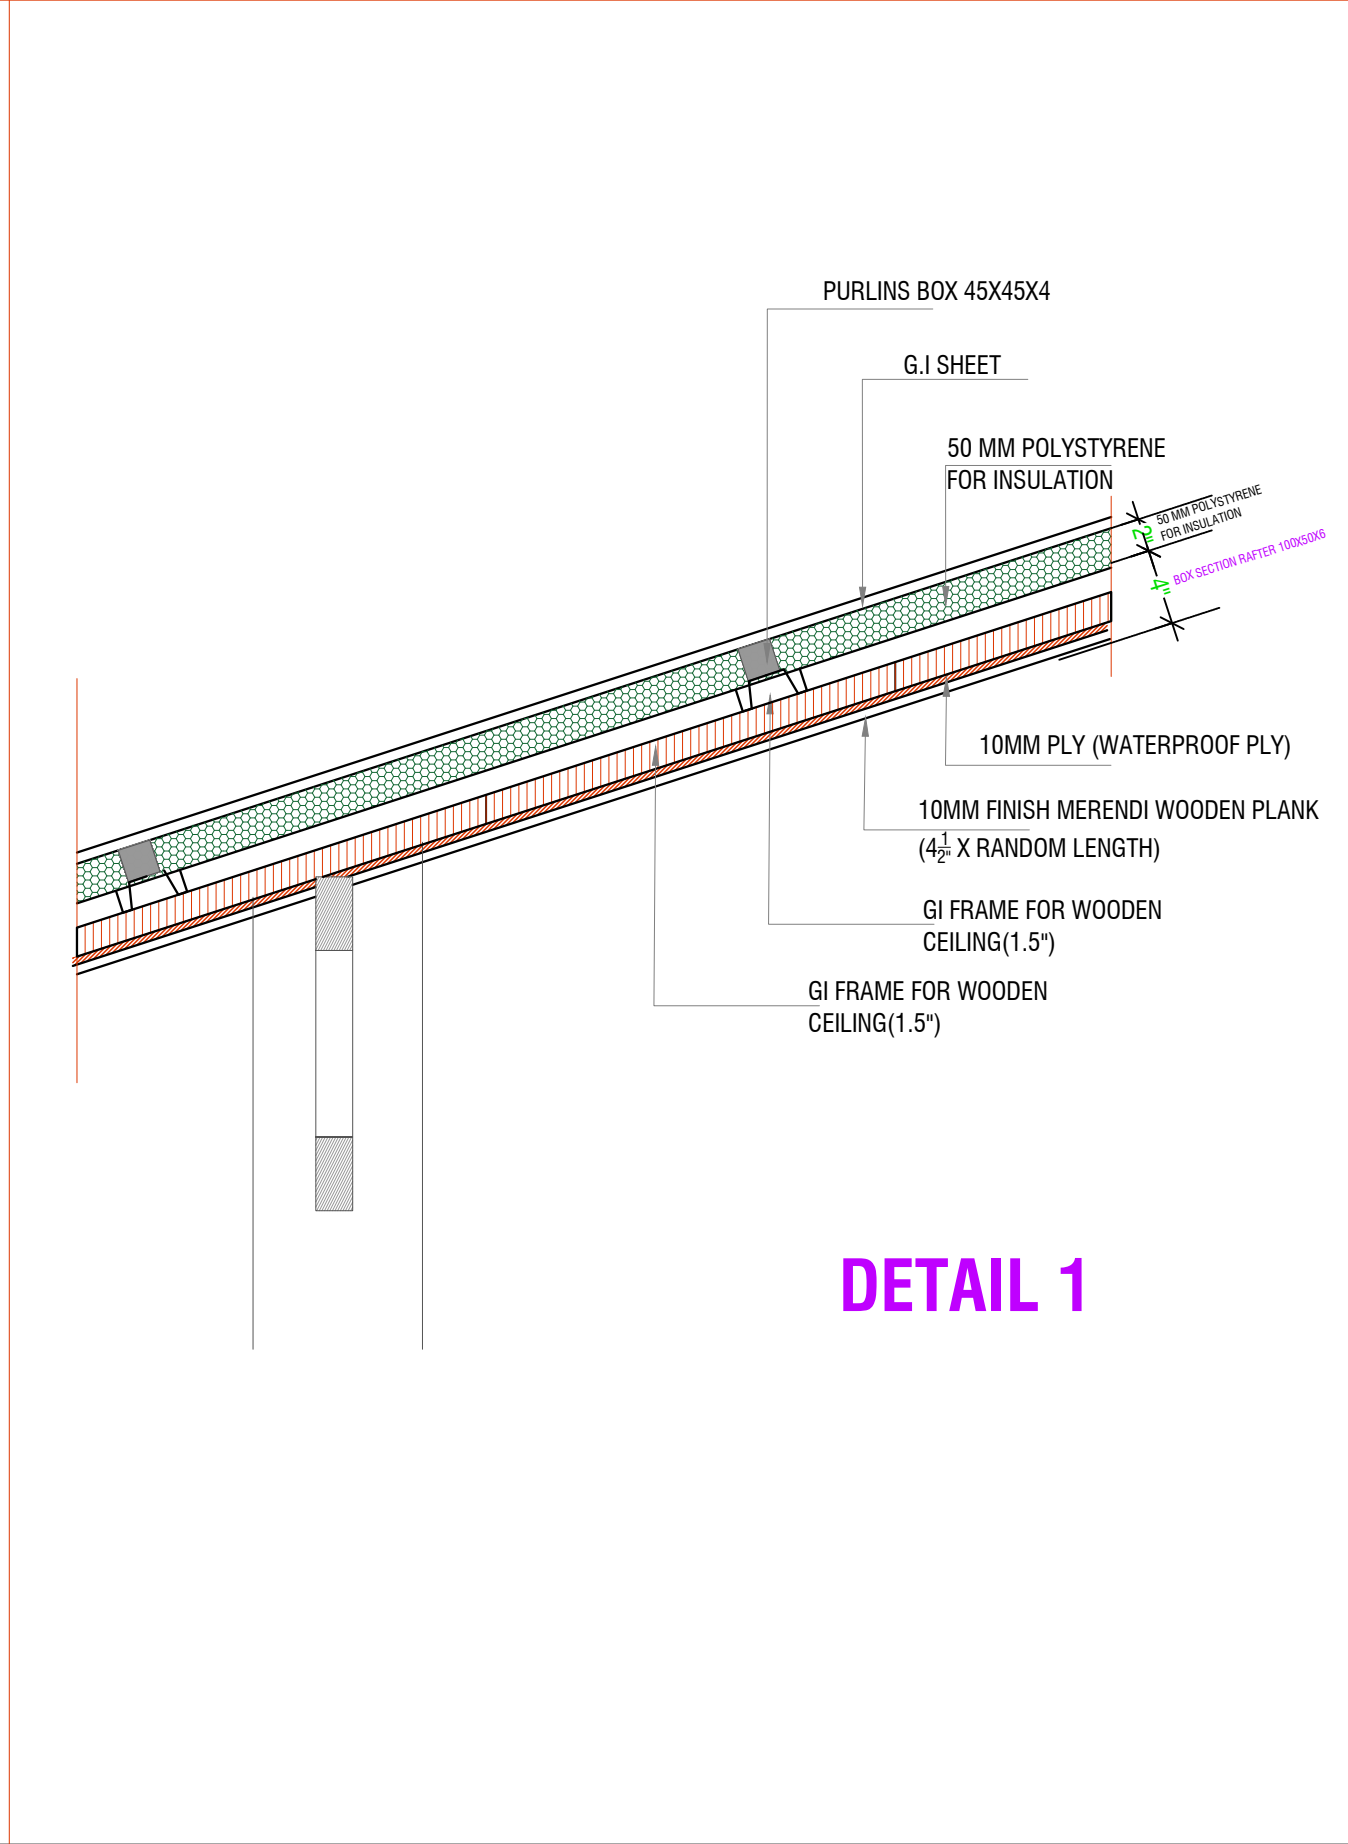 PURLINS BOX 45X45X4
G.I SHEET
50 MM POLYSTYRENE
FOR INSULATION
50 MM POLYSTYRENE
FOR INSULATION
2"
BOX SECTION RAFTER 100X50X6
4"
10MM PLY (WATERPROOF PLY)
10MM FINISH MERENDI WOODEN PLANK
(4 1/2" X RANDOM LENGTH)
GI FRAME FOR WOODEN
CEILING(1.5")
GI FRAME FOR WOODEN
CEILING(1.5")
DETAIL 1